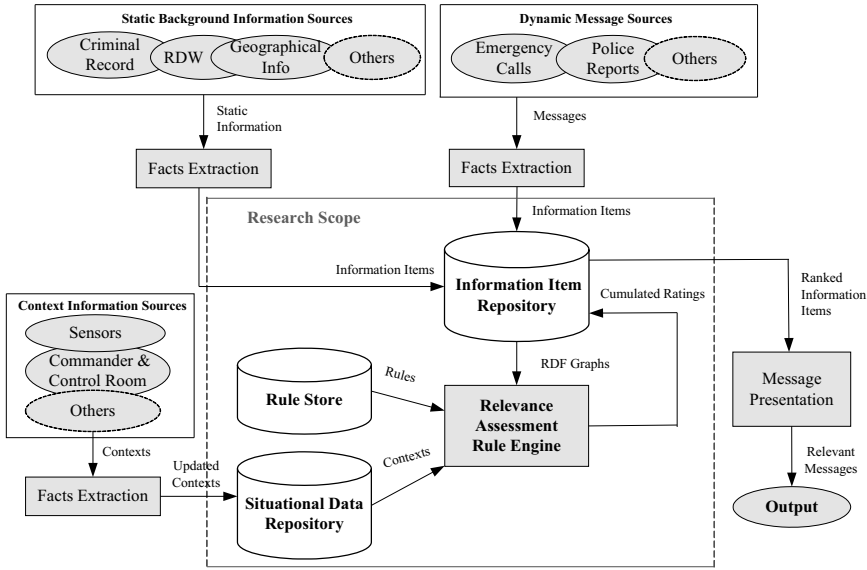 Static Background Information Sources
Criminal
Record
RDW
Geographical
Info
Others
Dynamic Message Sources
Emergency
Calls
Police
Reports
Others
Static
Information
Messages
Facts Extraction
Facts Extraction
Research Scope
Information Items
Information Items
Information Item
Repository
Cumulated Ratings
Ranked
Information
Items
Context Information Sources
Sensors
Commander &
Control Room
Others
Rules
Rule Store
RDF Graphs
Relevance
Assessment
Rule Engine
Message
Presentation
Contexts
Updated
Contexts
Contexts
Relevant
Messages
Facts Extraction
Situational Data
Repository
Output